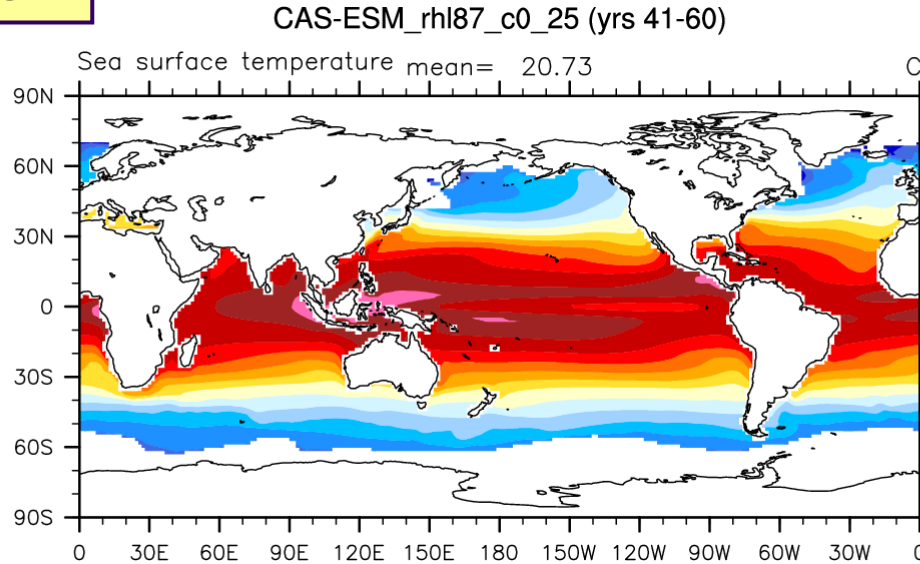 CAS-ESM_rhl87_c0_25 (yrs 41-60)
Sea surface temperature mean= 20.73
90N
60N
30N
0
30S
60S
90S
0 30E 60E 90E 120E 150E 180 150W 120W 90W 60W 30W